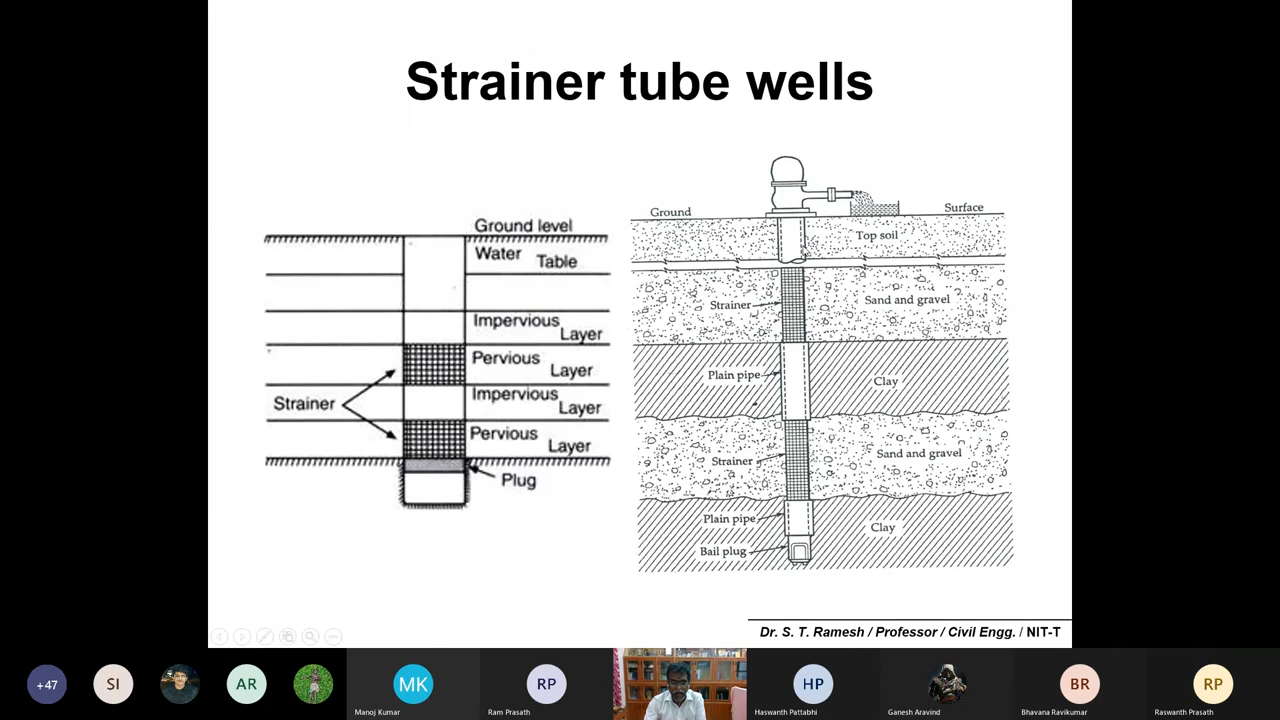 Strainer tube wells
Ground level
Water Table
Impervious
Layer
Pervious
Layer
Strainer
Impervious
Layer
Pervious
Layer
Plug
Ground
Surface
Top soil
Strainer
Sand and gravel
Plain pipe
Clay
Strainer
Sand and gravel
Plain pipe
Clay
Bail plug
Dr. S. T. Ramesh / Professor / Civil Engg. / NIT-T
+47
SI
AR
MK
Manoj Kumar
RP
Ram Prasath
HP
Haswanth Pattabhi
Ganesh Aravind
BR
Bhavana Ravikumar
RP
Raswanth Prasath